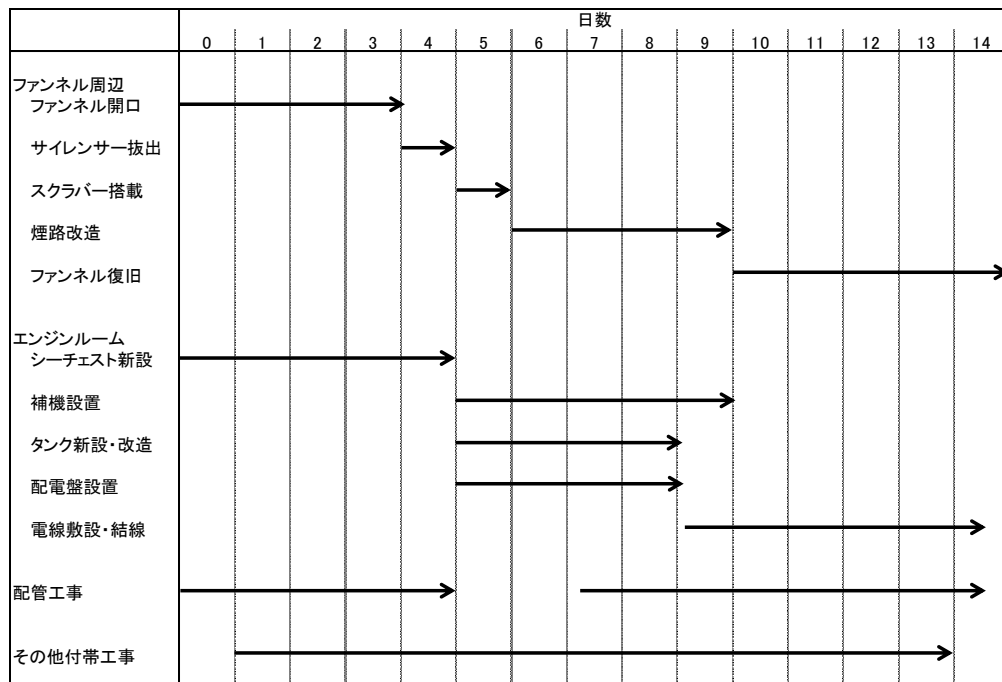 日数
0 1 2 3 4 5 6 7 8 9 10 11 12 13 14
ファンネル周辺
ファンネル開口
サイレンサー抜出
スクラバー搭載
煙路改造
ファンネル復旧
エンジンルーム
シーチェスト新設
補機設置
タンク新設・改造
配電盤設置
電線敷設・結線
配管工事
その他付帯工事